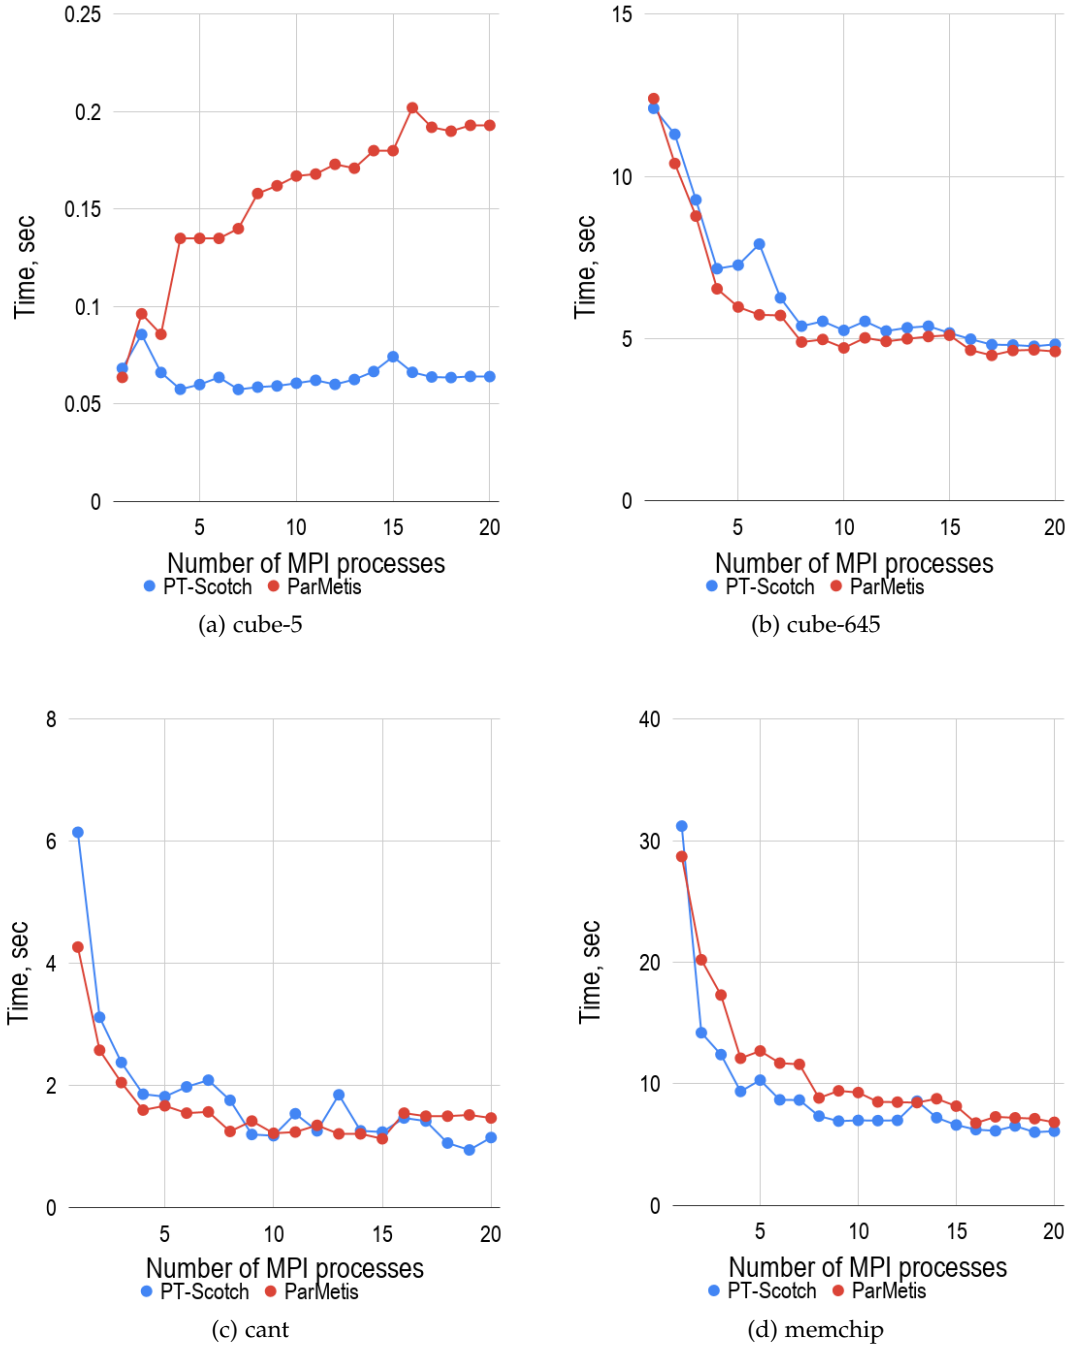 0.25
0.2
0.15
0.1
0.05
0
Time, sec
5 10 15 20
Number of MPI processes
PT-Scotch ParMetis
(a) cube-5
15
10
5
0
Time, sec
5 10 15 20
Number of MPI processes
PT-Scotch ParMetis
(b) cube-645
8
6
4
2
0
Time, sec
5 10 15 20
Number of MPI processes
PT-Scotch ParMetis
(c) cant
40
30
20
10
0
Time, sec
5 10 15 20
Number of MPI processes
PT-Scotch ParMetis
(d) memchip